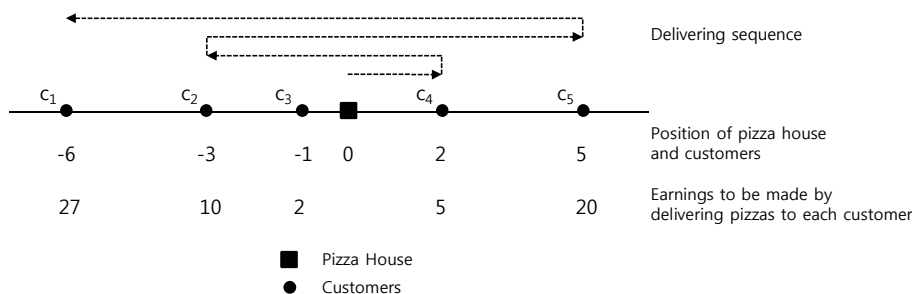 Delivering sequence
c1 c2 c3 c4 c5
Position of pizza house
and customers
-6 -3 -1 0 2 5
Earnings to be made by
delivering pizzas to each customer
27 10 2 5 20
Pizza House
Customers